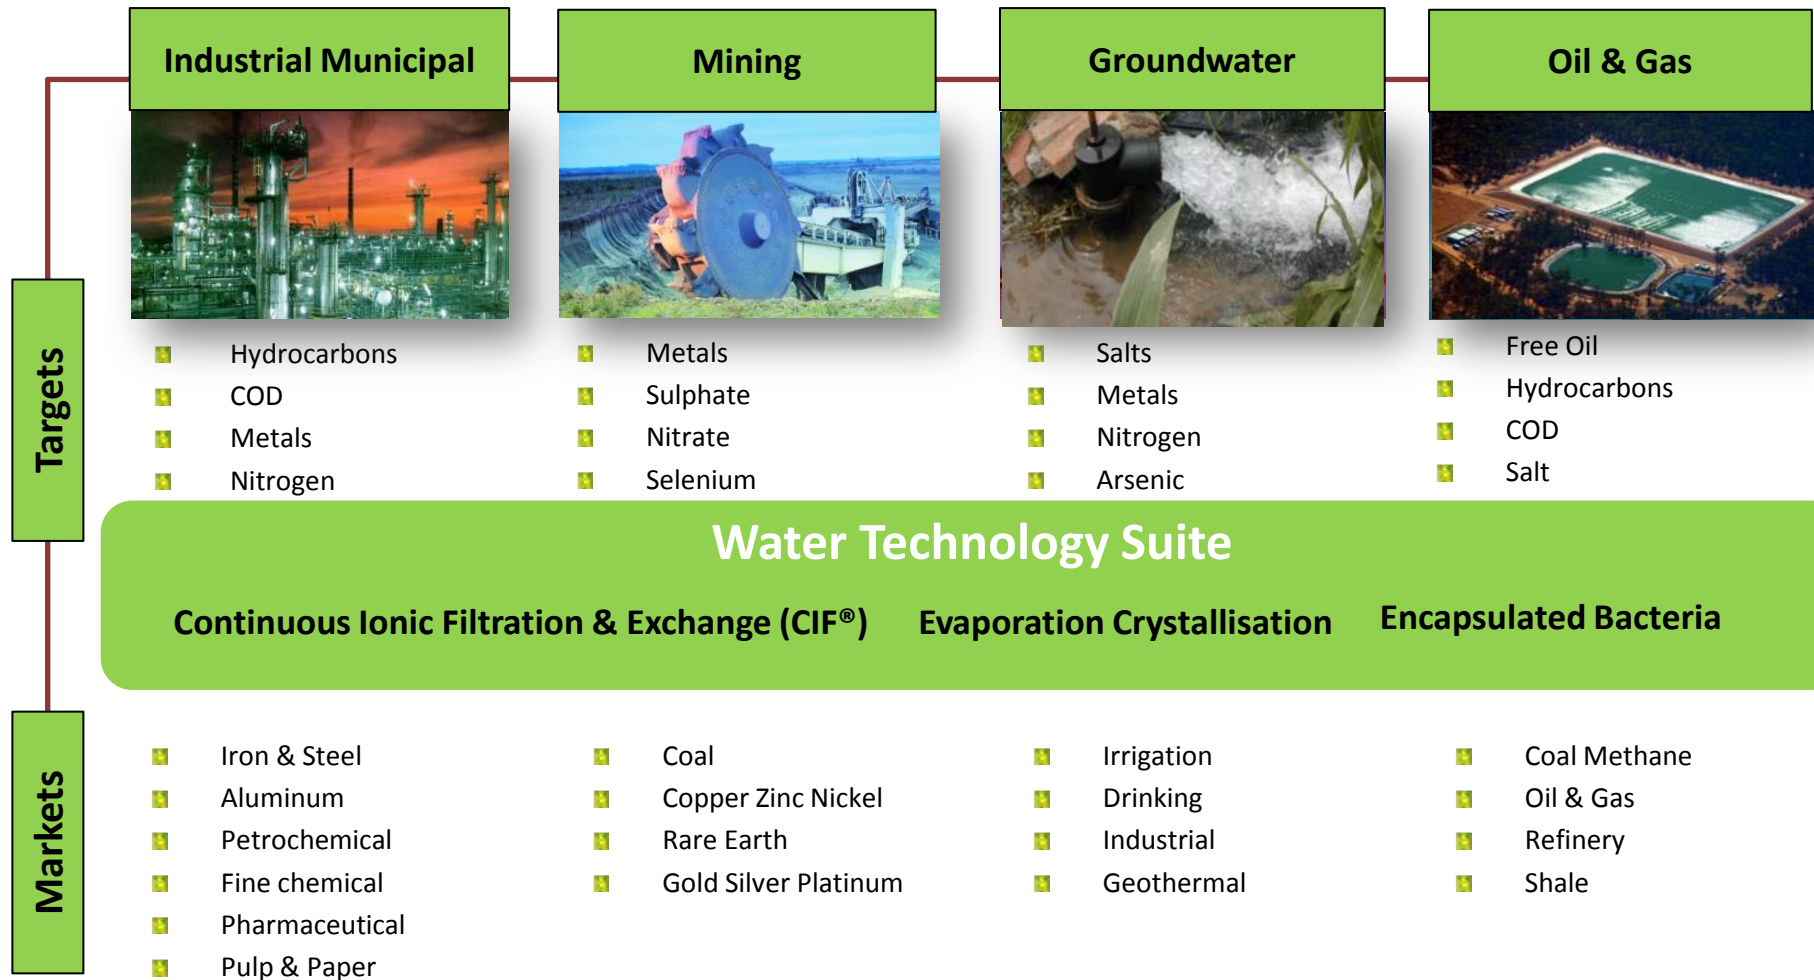 Industrial Municipal
Mining
Groundwater
Oil & Gas
Targets
Hydrocarbons
COD
Metals
Nitrogen
Metals
Sulphate
Nitrate
Selenium
Salts
Metals
Nitrogen
Arsenic
Free Oil
Hydrocarbons
COD
Salt
Water Technology Suite
Continuous Ionic Filtration & Exchange (CIF®)
Evaporation Crystallisation
Encapsulated Bacteria
Markets
Iron & Steel
Aluminum
Petrochemical
Fine chemical
Pharmaceutical
Pulp & Paper
Coal
Copper Zinc Nickel
Rare Earth
Gold Silver Platinum
Irrigation
Drinking
Industrial
Geothermal
Coal Methane
Oil & Gas
Refinery
Shale